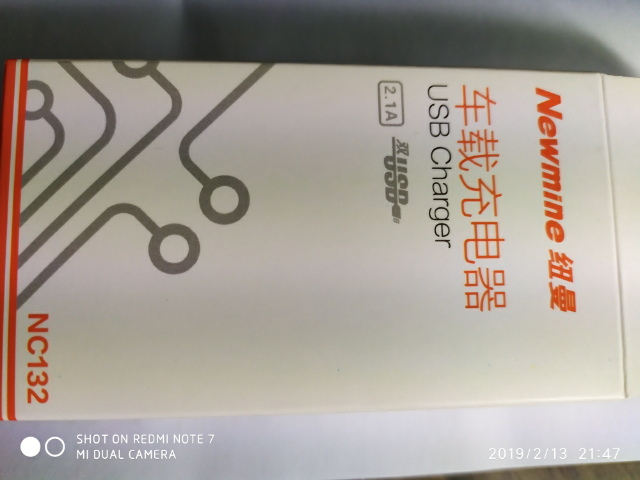 Newmine 纽曼
车载充电器
USB Charger
2.1A 双USB
NC132
SHOT ON REDMI NOTE 7
MI DUAL CAMERA
2019/2/13 21:47